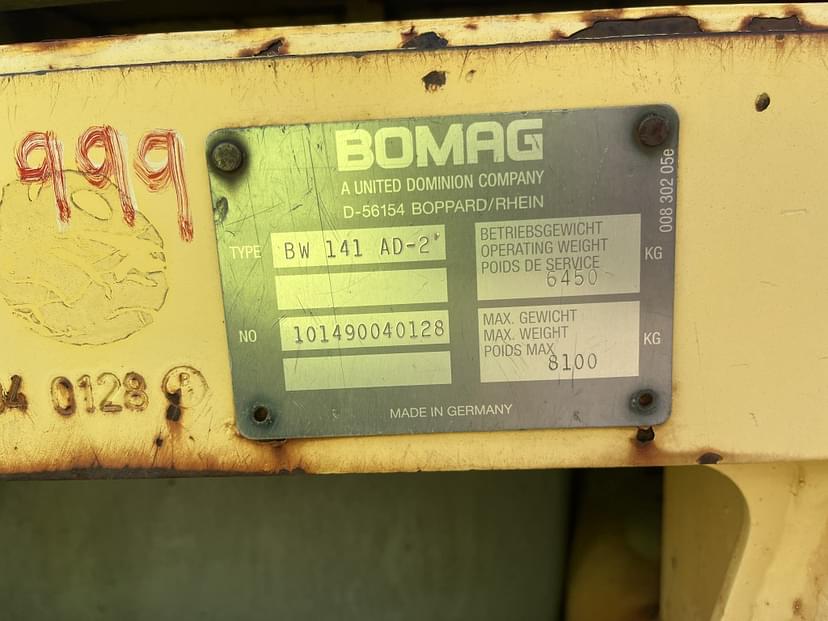 999
BOMAG
A UNITED DOMINION COMPANY
D-56154 BOPPARD/RHEIN
008 302 05e
TYPE BW 141 AD-2
BETRIEBSGEWICHT
OPERATING WEIGHT
POIDS DE SERVICE
6450 KG
NO 101490040128
MAX. GEWICHT
MAX. WEIGHT
POIDS MAX
8100 KG
MADE IN GERMANY
4 0128